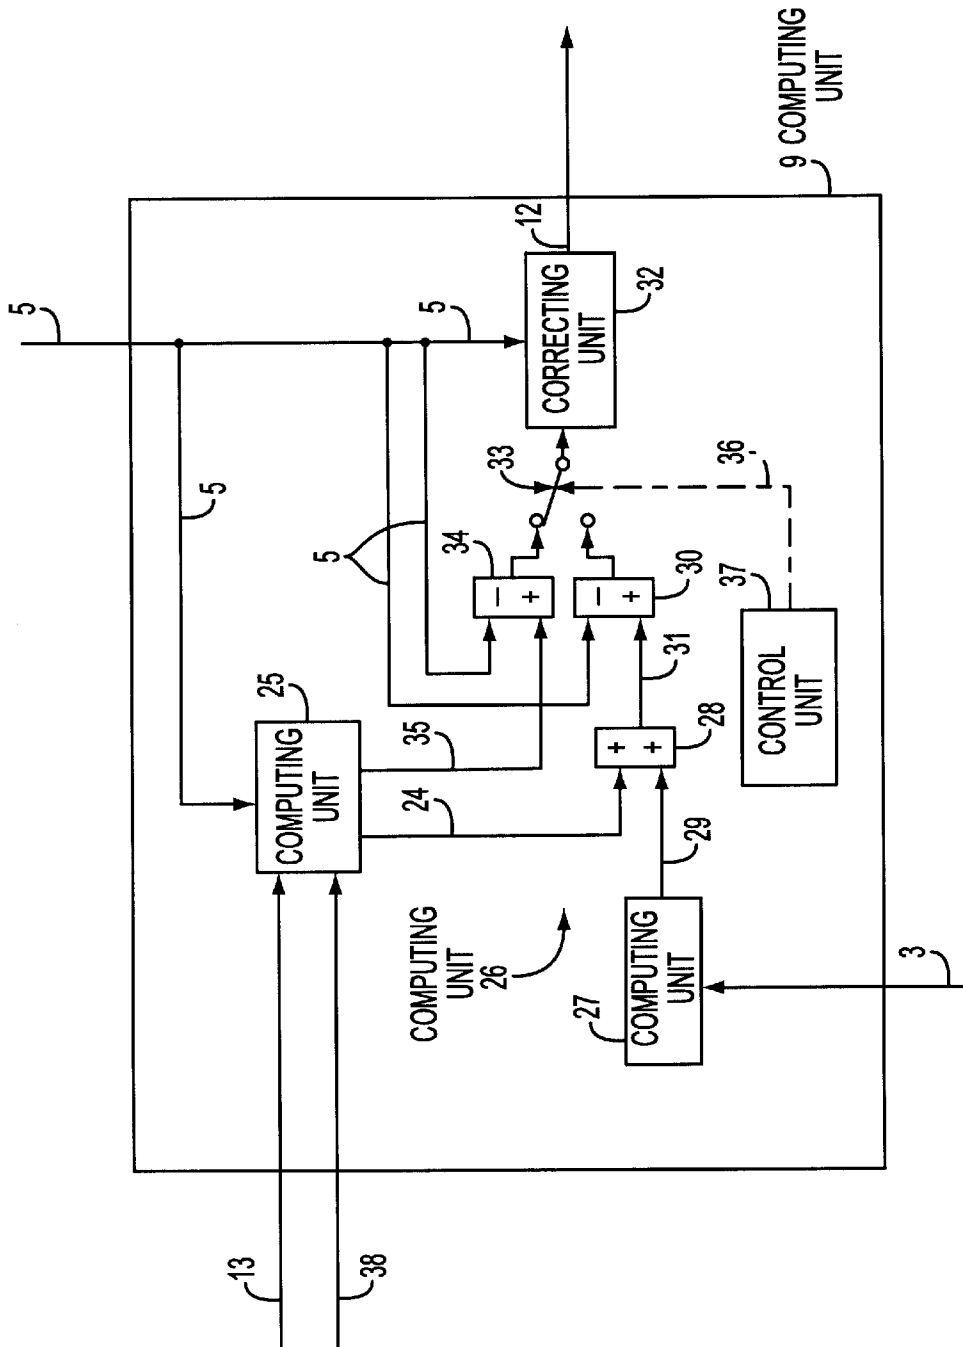 5
9 COMPUTING
UNIT
12
5
CORRECTING
UNIT
32
5
33
36
5
34
30
37
31
CONTROL
UNIT
25
COMPUTING
UNIT
35
24
+
+
28
-
+
-
+
29
COMPUTING
UNIT
26
27
COMPUTING
UNIT
3
13
38